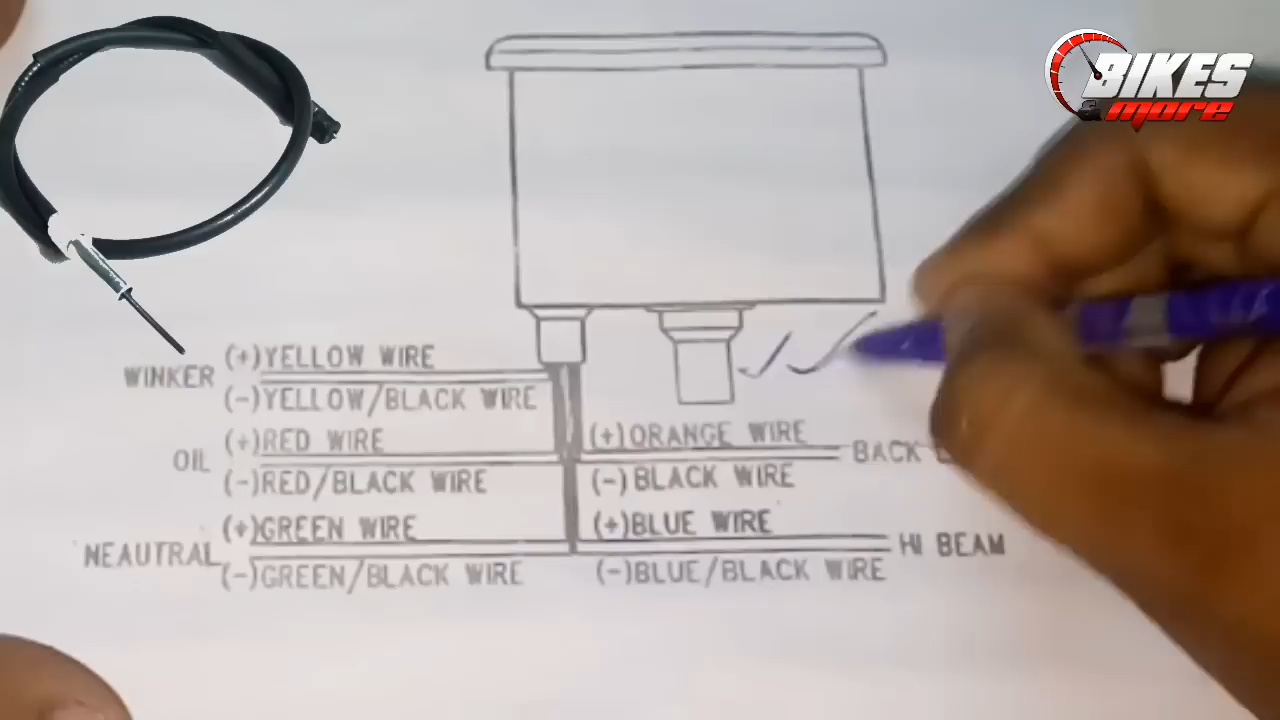 BIKES
& more
WINKER
(+)YELLOW WIRE
(-)YELLOW/BLACK WIRE
OIL
(+)RED WIRE
(-)RED/BLACK WIRE
NEAUTRAL
(+)GREEN WIRE
(-)GREEN/BLACK WIRE
(+)ORANGE WIRE
(-)BLACK WIRE
BACK
(+)BLUE WIRE
(-)BLUE/BLACK WIRE
HI BEAM